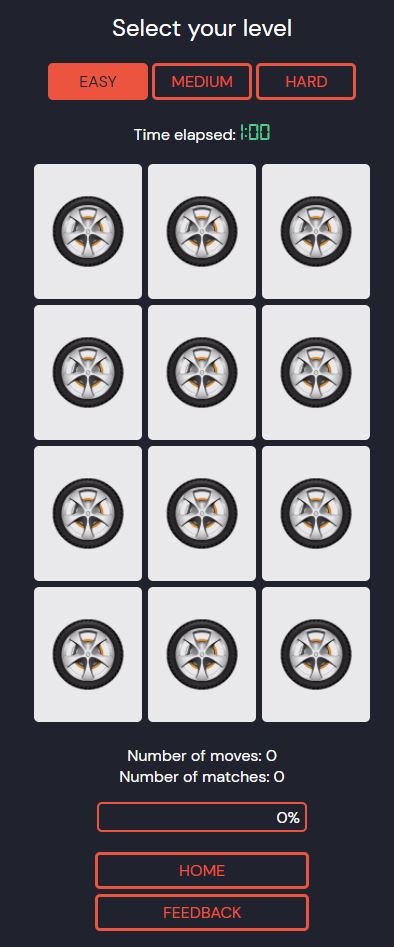 Select your level
EASY MEDIUM HARD
Time elapsed: 1:00
Number of moves: 0
Number of matches: 0
0%
HOME
FEEDBACK